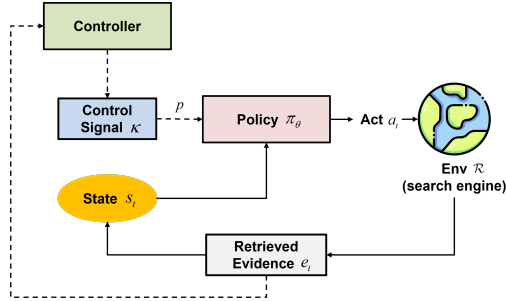 Controller
Control
Signal κ
p
Policy π_θ
Act a_t
Env ℛ
(search engine)
State s_t
Retrieved
Evidence e_t